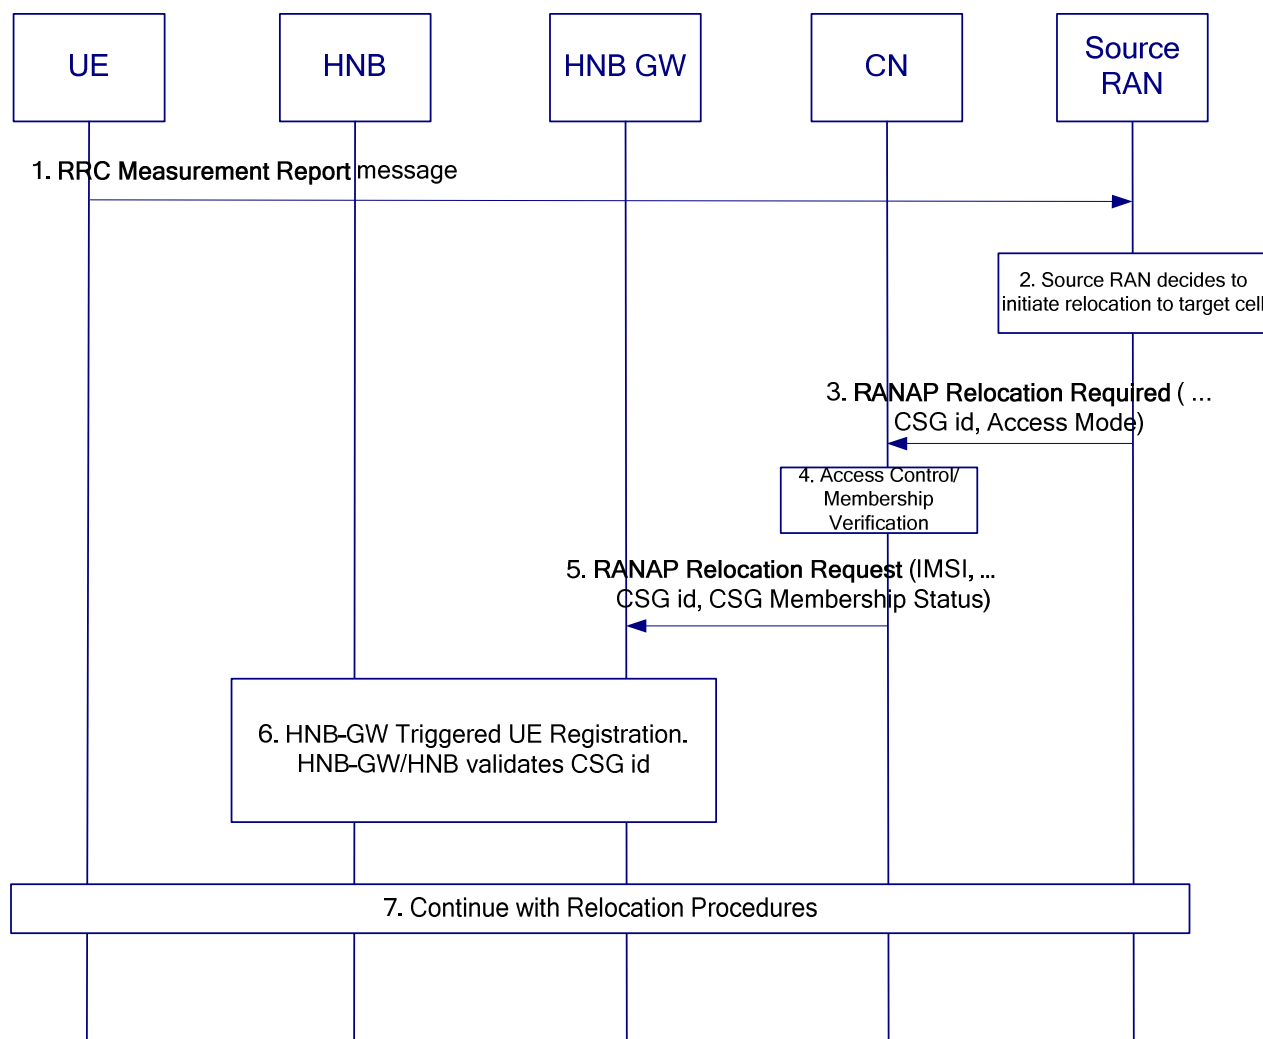 UE
HNB
HNB GW
CN
Source
RAN
1. RRC Measurement Report message
2. Source RAN decides to
initiate relocation to target cell
3. RANAP Relocation Required ( ...
CSG id, Access Mode)
4. Access Control/
Membership
Verification
5. RANAP Relocation Request (IMSI, ...
CSG id, CSG Membership Status)
6. HNB-GW Triggered UE Registration.
HNB-GW/HNB validates CSG id
7. Continue with Relocation Procedures